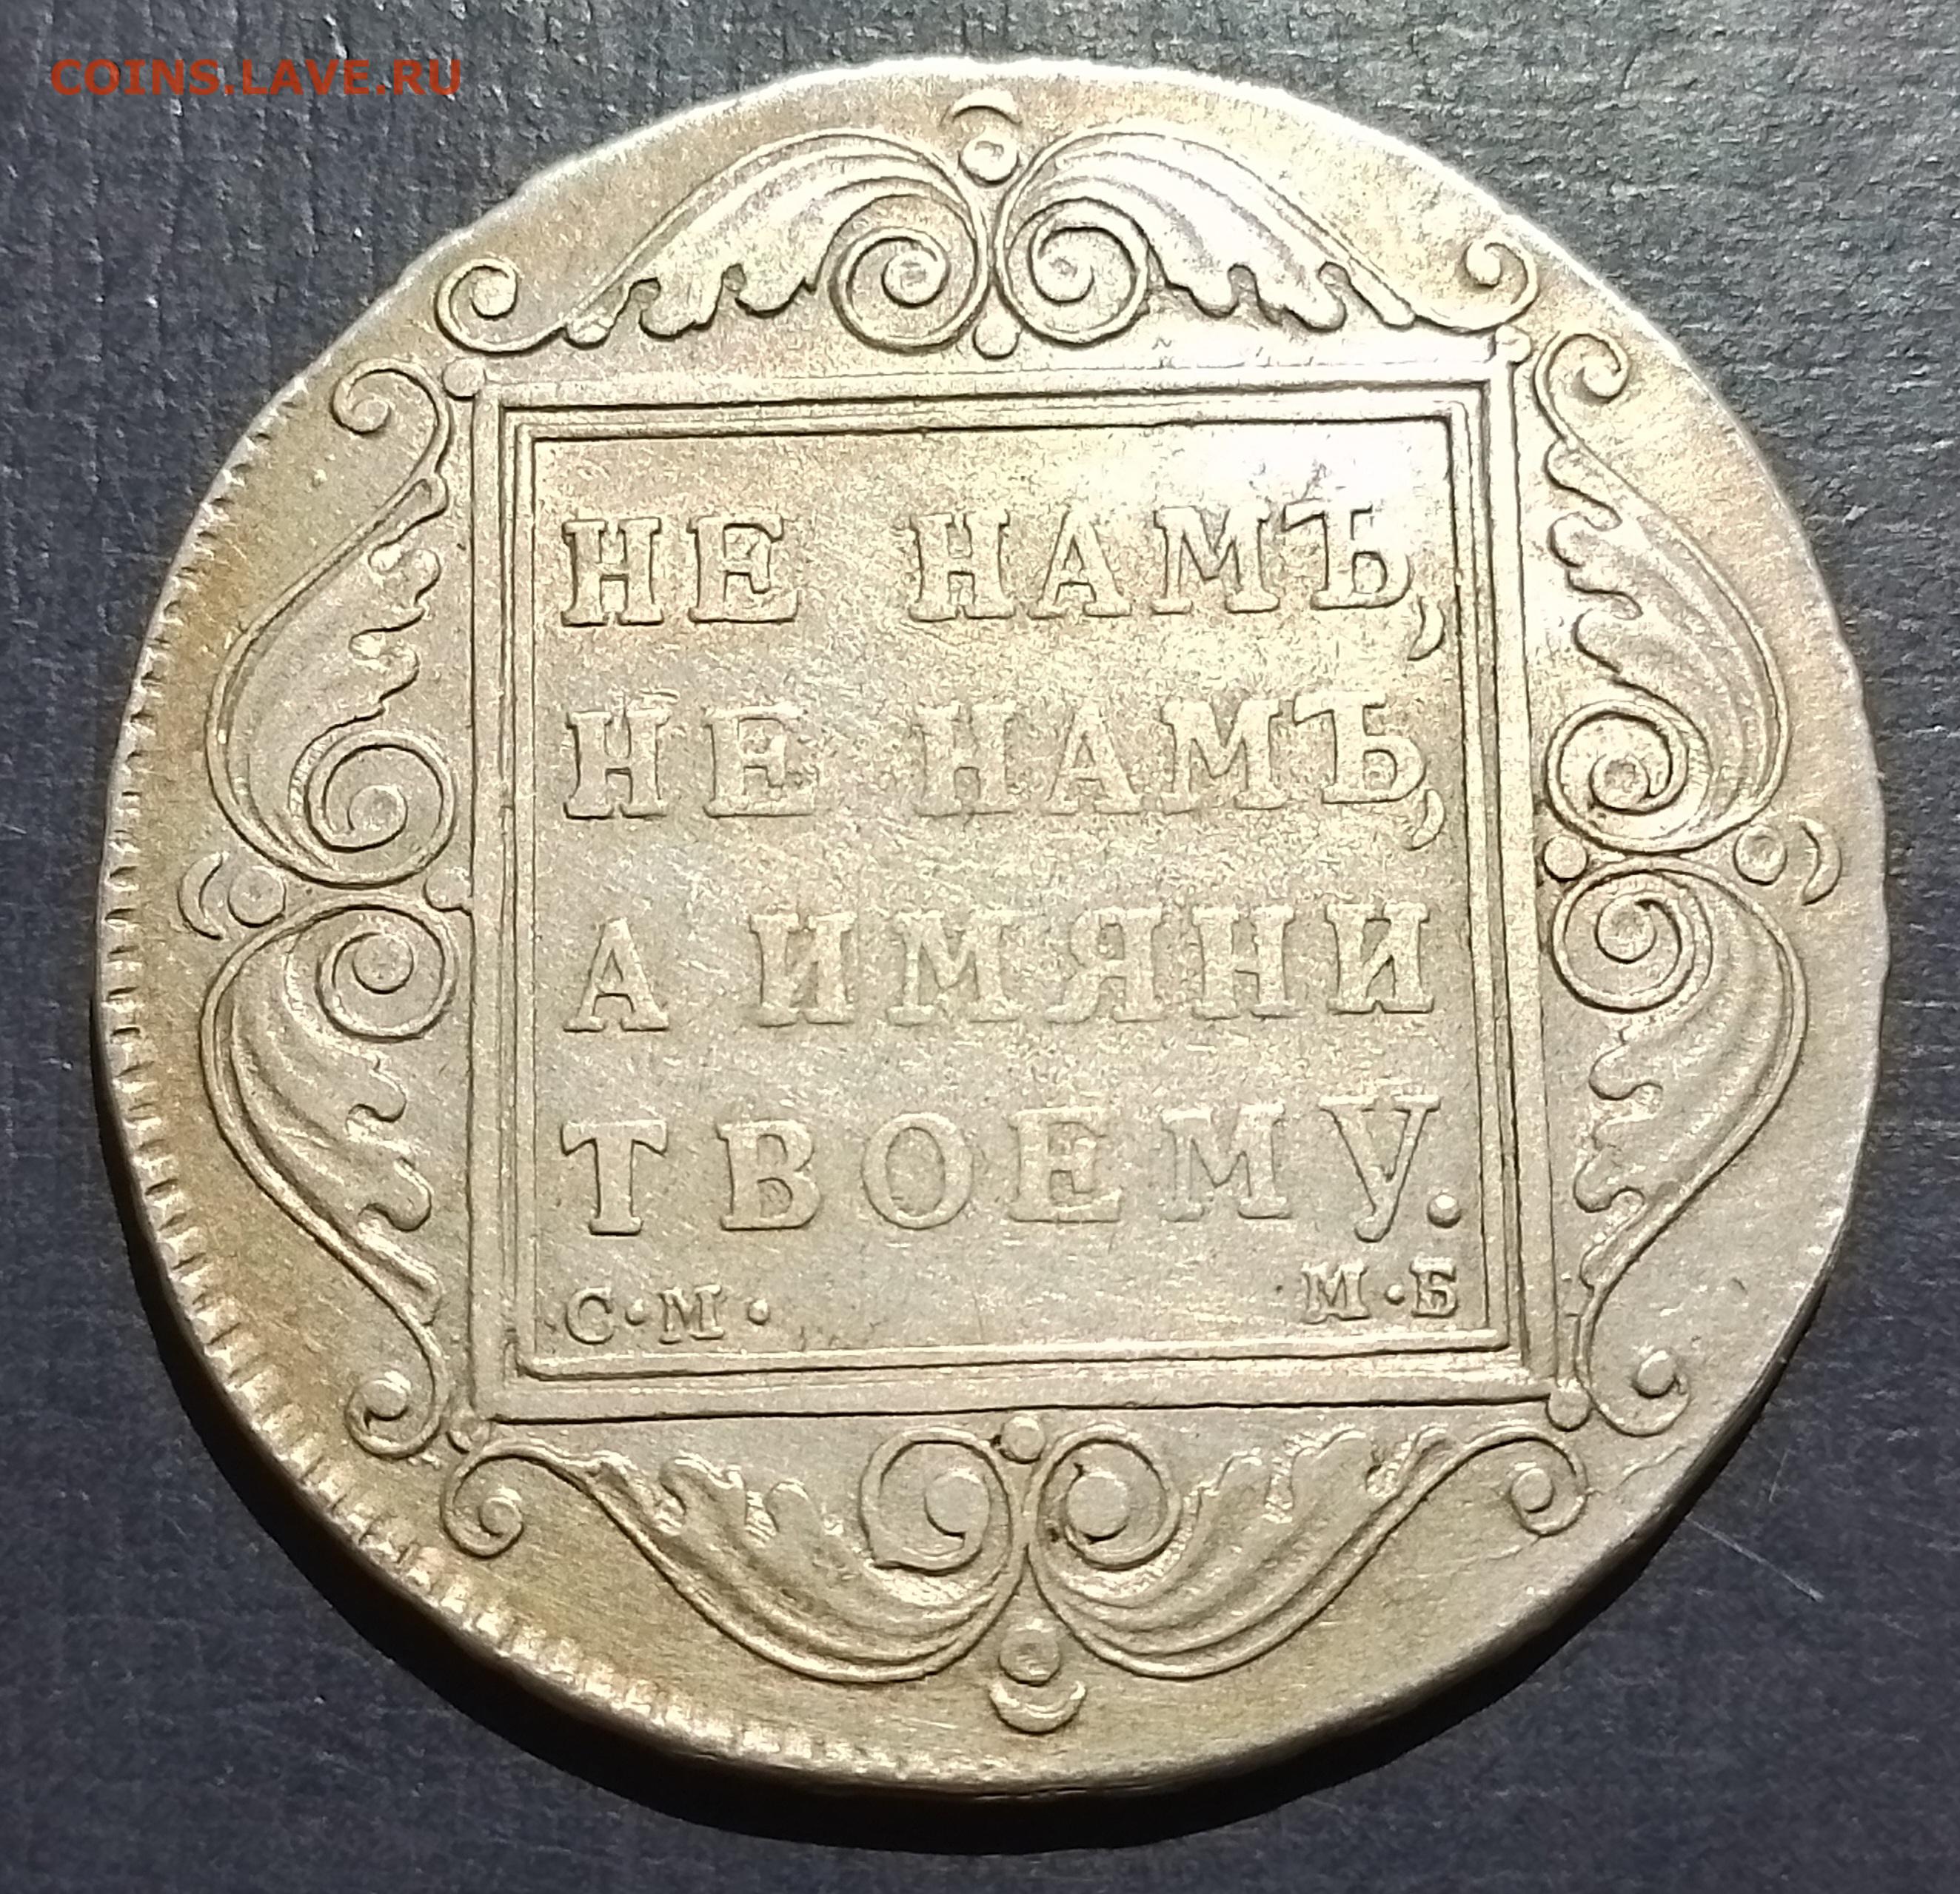 COINS.LAVE.RU
НЕ НАМЪ,
НЕ НАМЪ,
А ИМЯНИ
ТВОЕМУ.
С·М· М·Б